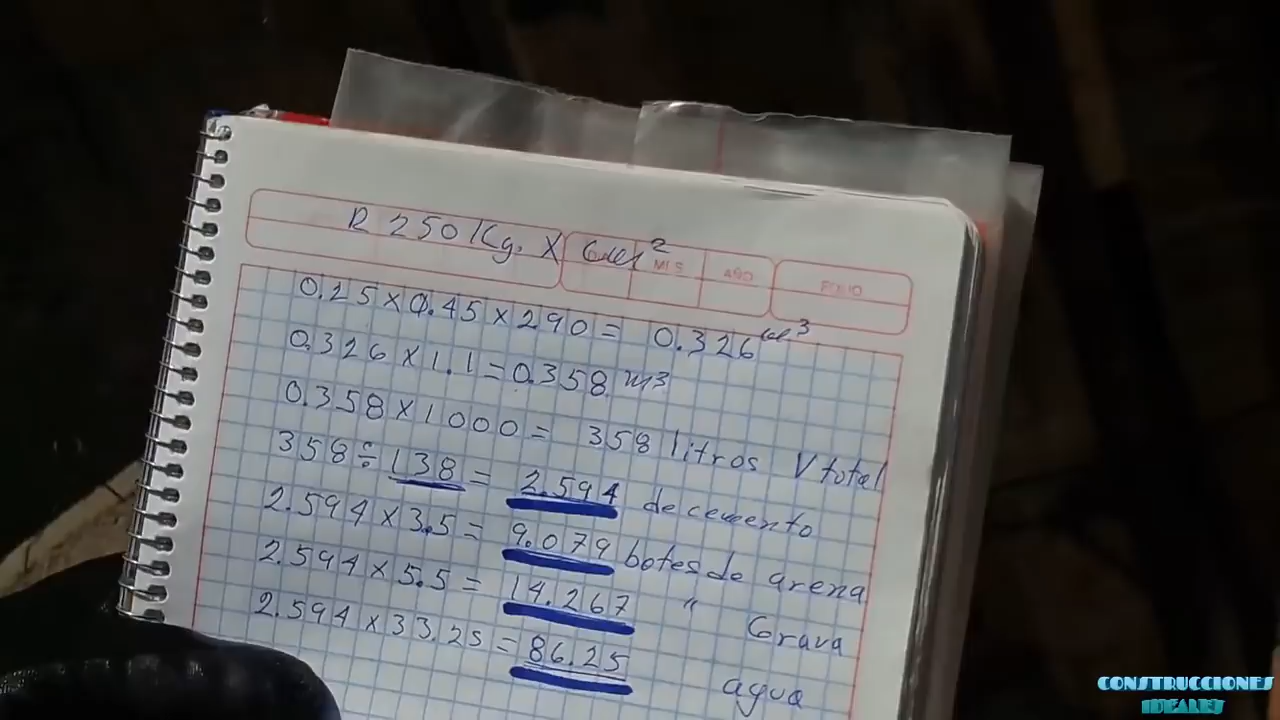 R 250 Kg. X Cm²
MES AÑO FOLIO
0.25 x 0.45 x 290 = 0.326 m³
0.326 x 1.1 = 0.358 m3
0.358 x 1000 = 358 litros V total
358 ÷ 138 = 2.594 de cemento
2.594 x 3.5 = 9.079 botes de arena
2.594 x 5.5 = 14.267 " Grava
2.594 x 33.25 = 86.25 agua
CONSTRUCCIONES
IDEALES